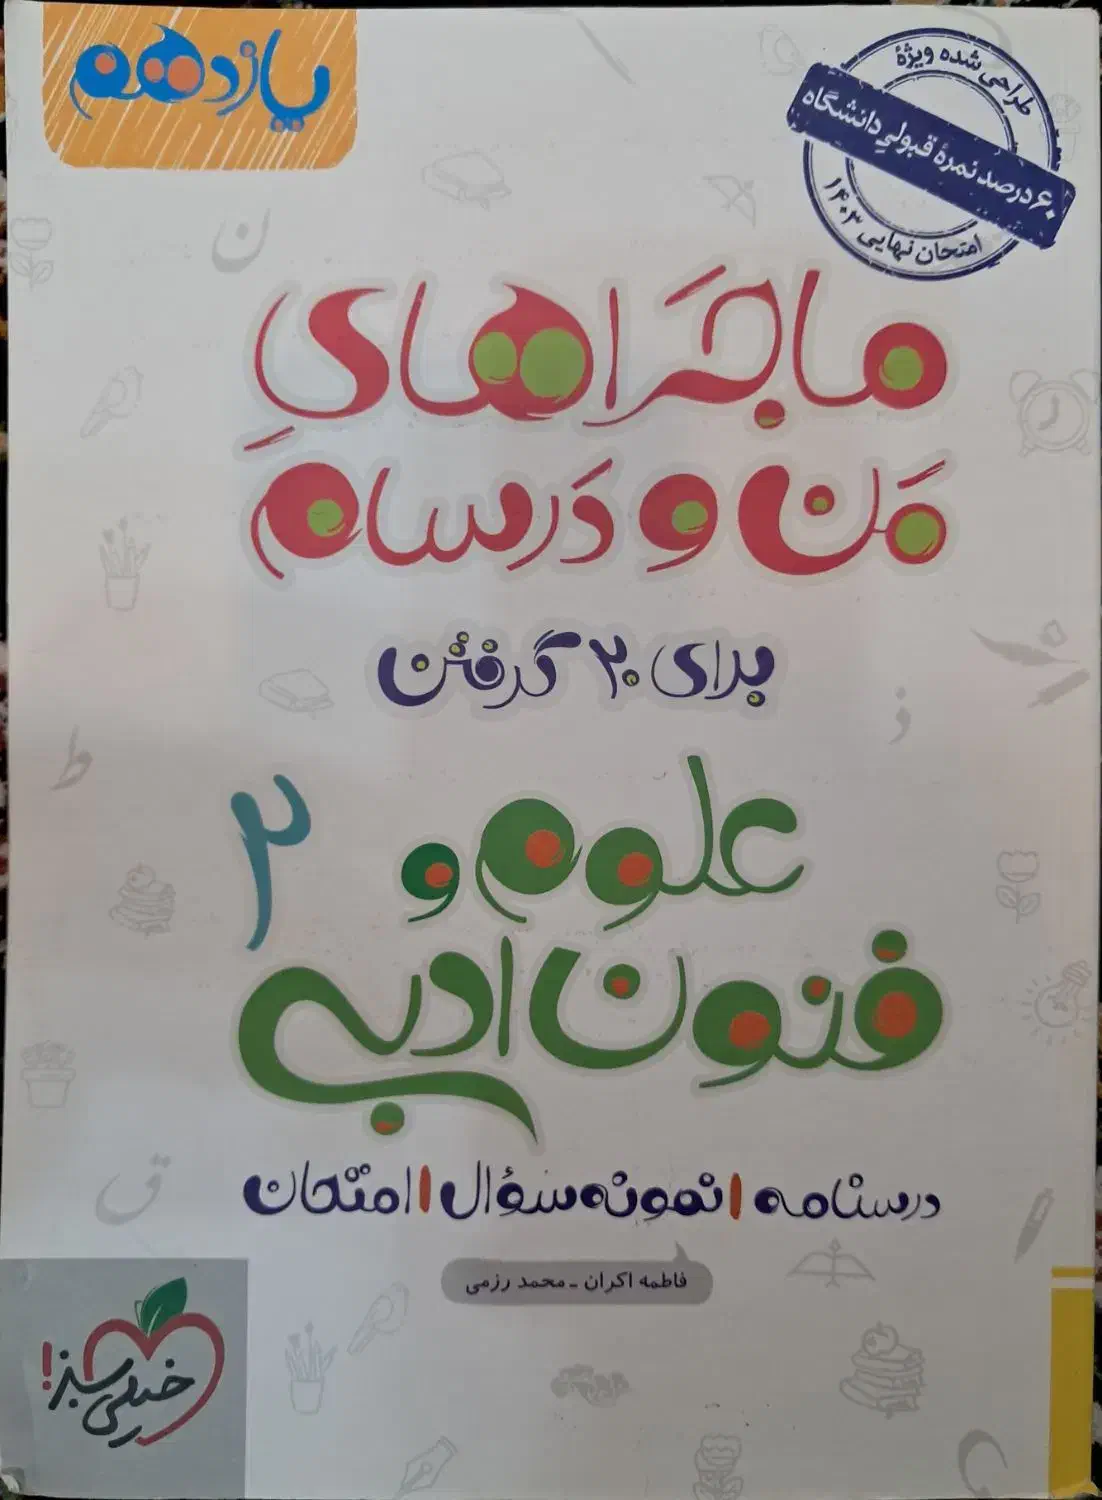 یازدهم
طراحی شده ویژهٔ
۶۰ درصد نمرهٔ قبولی دانشگاه
امتحان نهایی ۱۴۰۳
ماجراهای
من و درسام
برای ۲۰ گرفتن
علوم و
فنون ادبی ۲
درسنامه | نمونه سؤال | امتحان
فاطمه اکران - محمد رزمی
خیلی سبز!